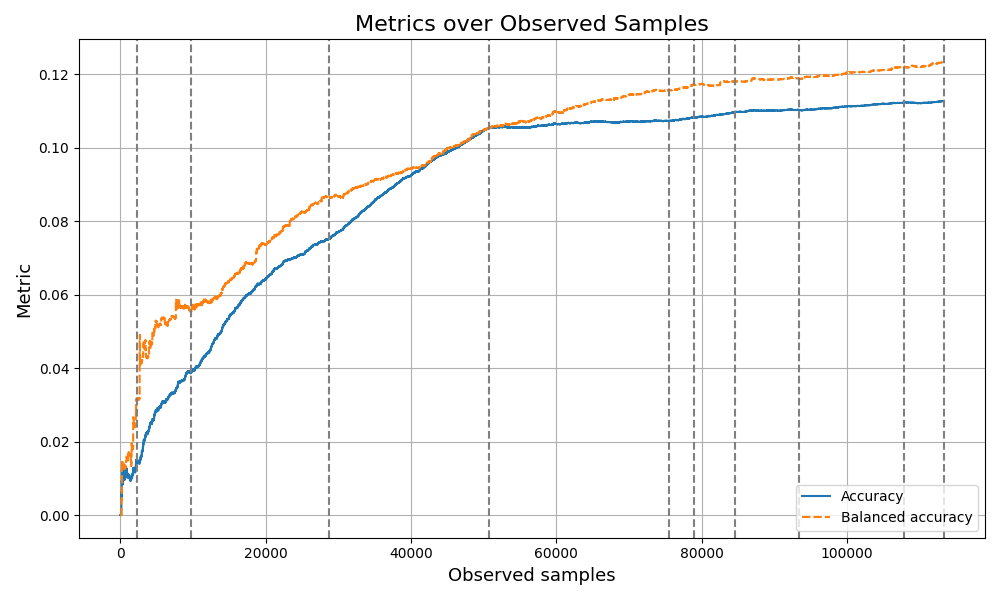 Metrics over Observed Samples
Metric
0.12
0.10
0.08
0.06
0.04
0.02
0.00
0 20000 40000 60000 80000 100000
Observed samples
Accuracy
Balanced accuracy